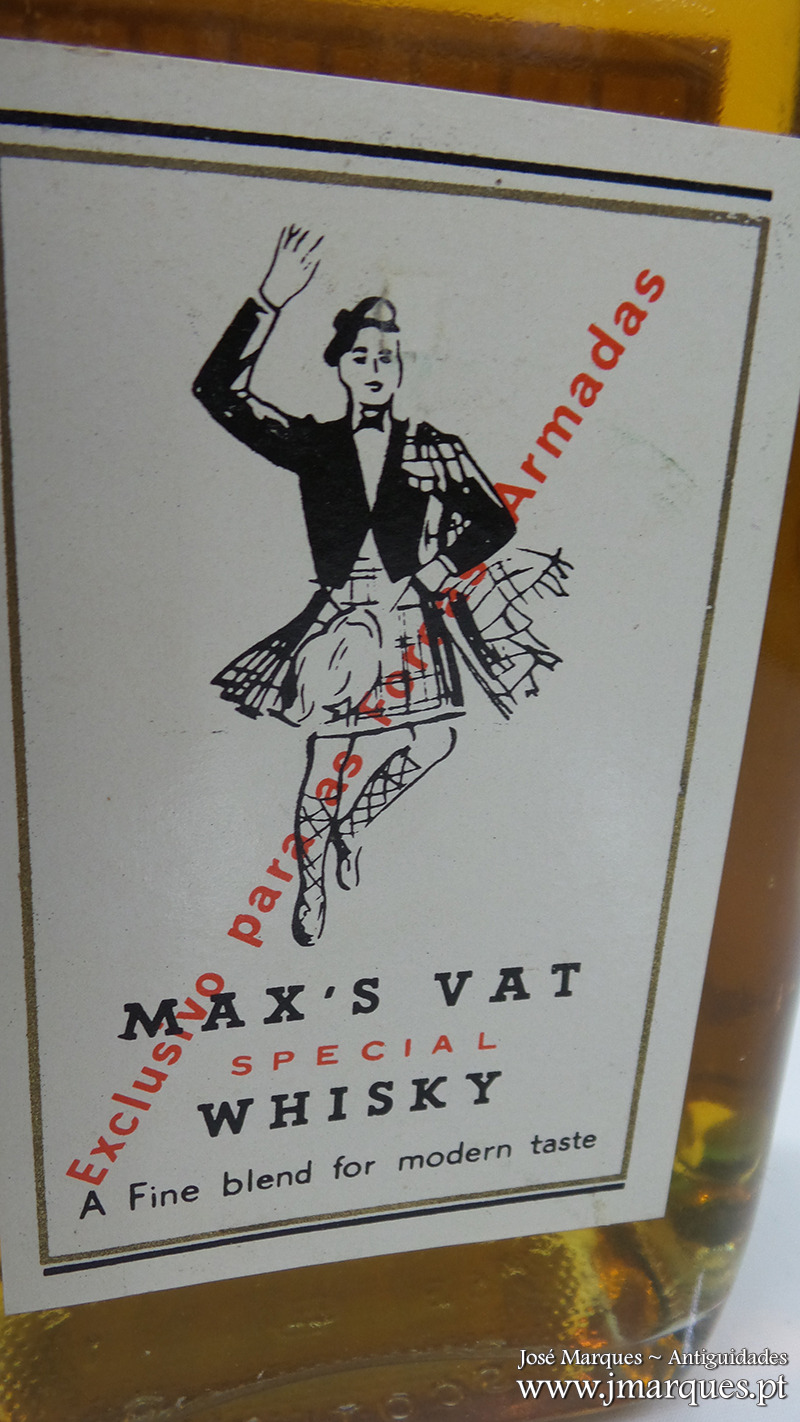 Exclusivo para as Forças Armadas
MAX'S VAT
SPECIAL
WHISKY
A Fine blend for modern taste
José Marques ~ Antiguidades
www.jmarques.pt